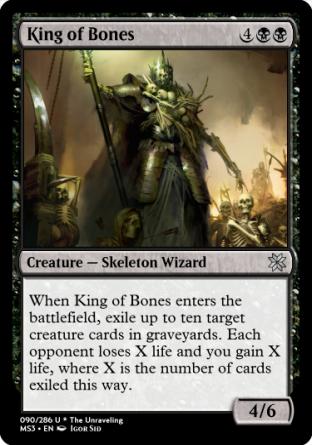 King of Bones 4
Creature — Skeleton Wizard
When King of Bones enters the
battlefield, exile up to ten target
creature cards in graveyards. Each
opponent loses X life and you gain X
life, where X is the number of cards
exiled this way.
090/286 U * The Unraveling
MS3 • EN Igor Sid
4/6